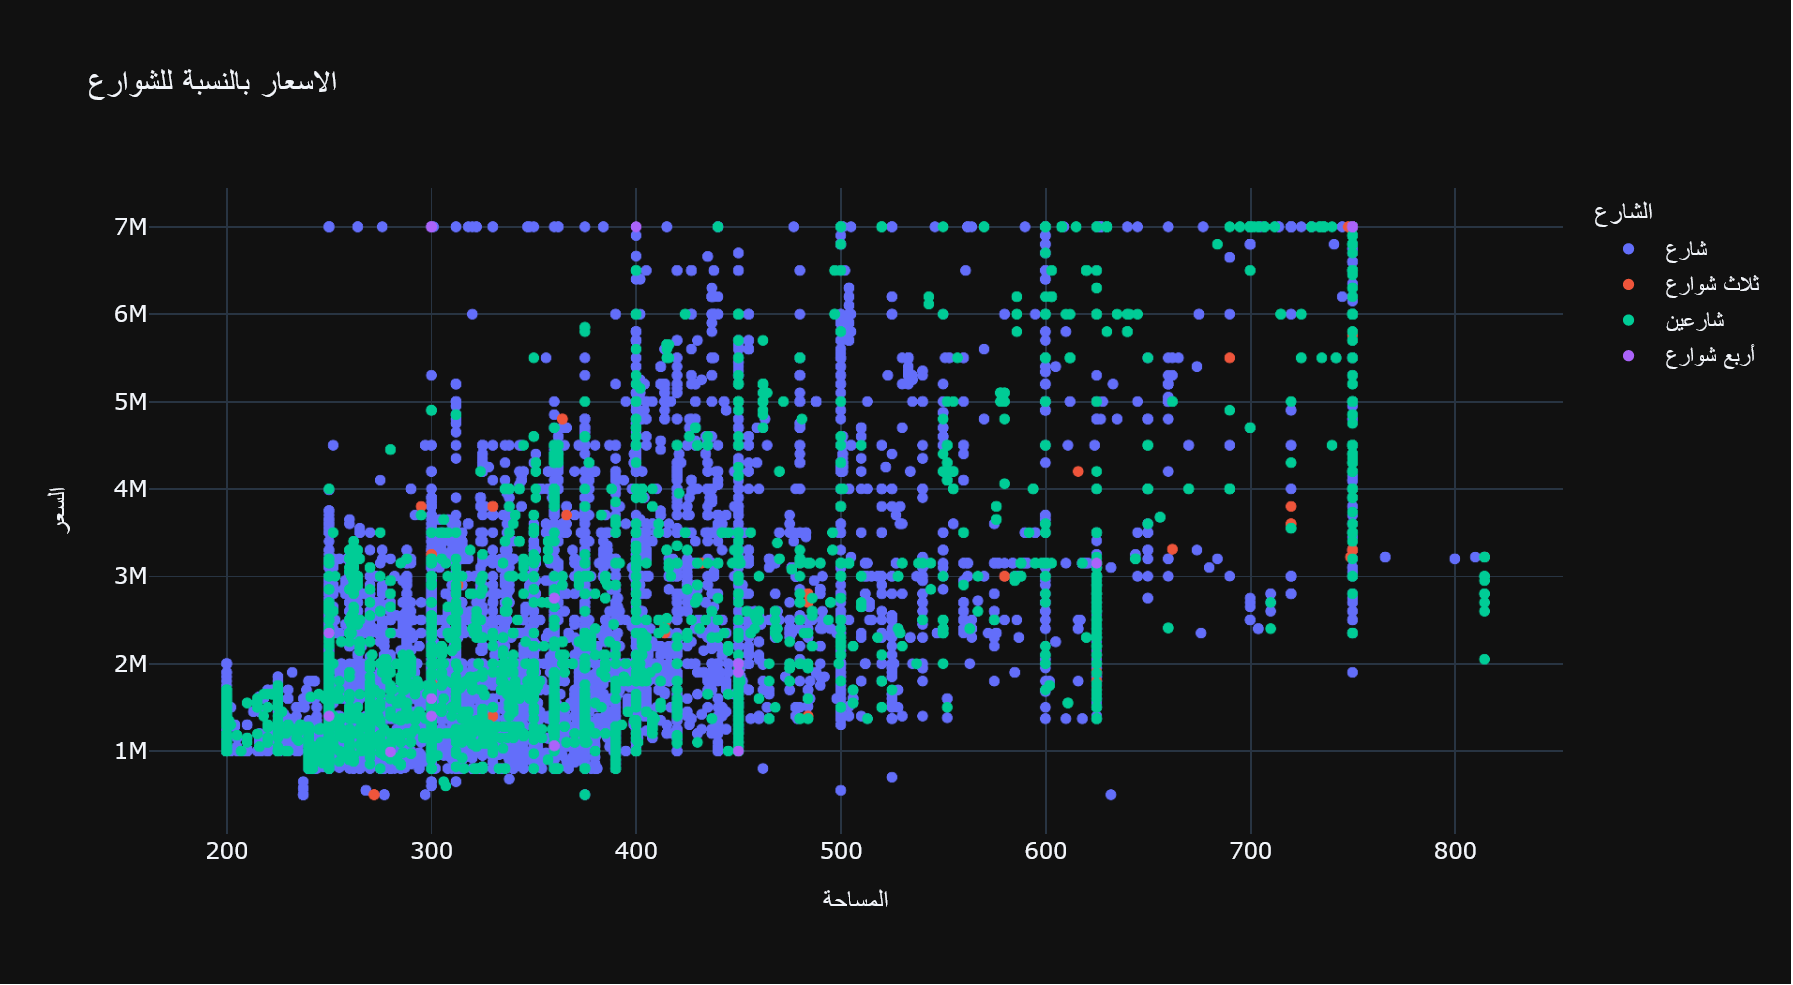 الاسعار بالنسبة للشوارع
الشارع
شارع
ثلاث شوارع
شارعين
أربع شوارع
السعر
7M
6M
5M
4M
3M
2M
1M
200 300 400 500 600 700 800
المساحة